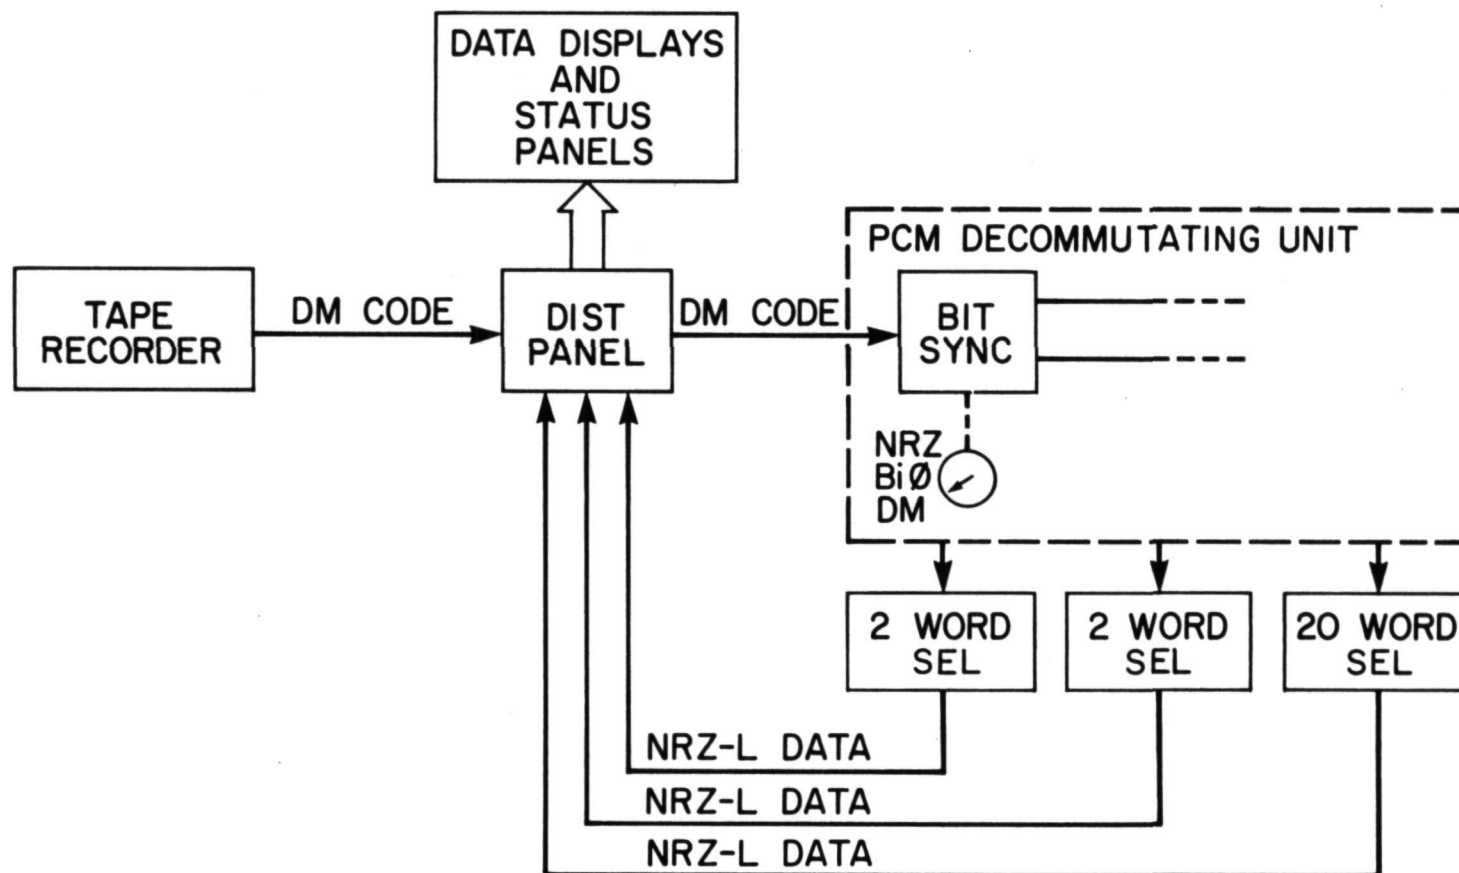 DATA DISPLAYS
AND
STATUS
PANELS
PCM DECOMMUTATING UNIT
TAPE
RECORDER
DM CODE
DIST
PANEL
DM CODE
BIT
SYNC
NRZ
BiØ
DM
2 WORD
SEL
2 WORD
SEL
20 WORD
SEL
NRZ-L DATA
NRZ-L DATA
NRZ-L DATA